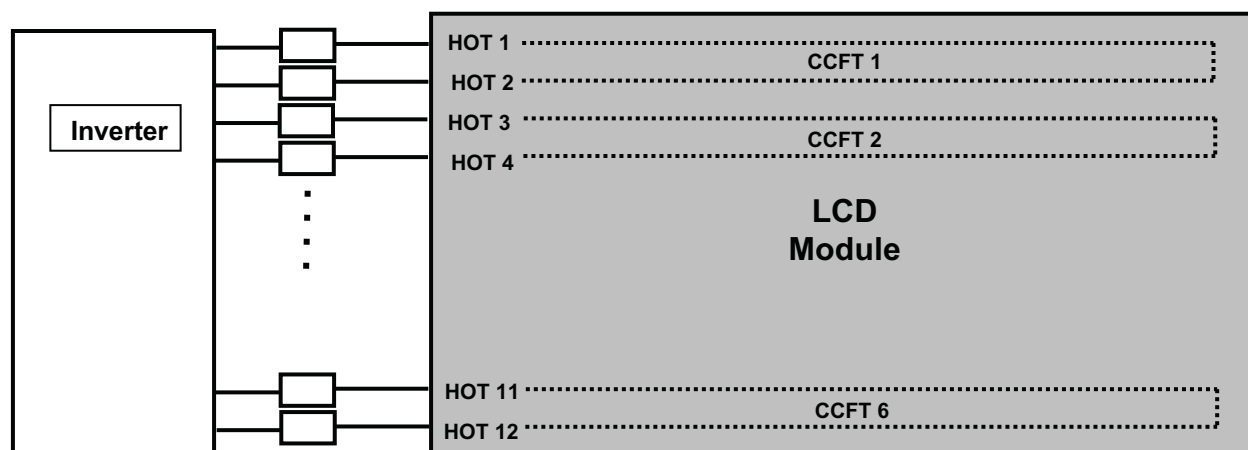 HOT 1
CCFT 1
HOT 2
Inverter
HOT 3
CCFT 2
HOT 4
LCD
Module
HOT 11
CCFT 6
HOT 12